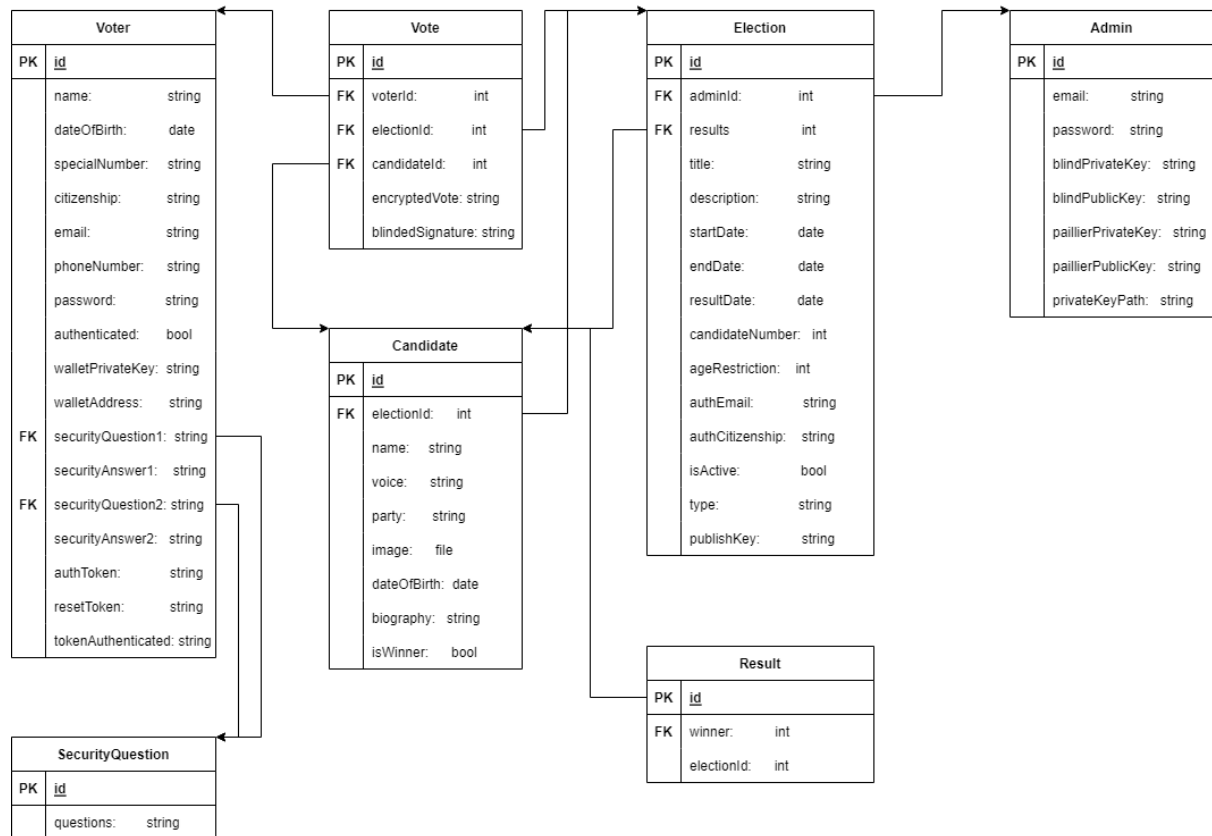 Voter
PK id
name: string
dateOfBirth: date
specialNumber: string
citizenship: string
email: string
phoneNumber: string
password: string
authenticated: bool
walletPrivateKey: string
walletAddress: string
FK securityQuestion1: string
securityAnswer1: string
FK securityQuestion2: string
securityAnswer2: string
authToken: string
resetToken: string
tokenAuthenticated: string
Vote
PK id
FK voterId: int
FK electionId: int
FK candidateId: int
encryptedVote: string
blindedSignature: string
Election
PK id
FK adminId: int
FK results int
title: string
description: string
startDate: date
endDate: date
resultDate: date
candidateNumber: int
ageRestriction: int
authEmail: string
authCitizenship: string
isActive: bool
type: string
publishKey: string
Admin
PK id
email: string
password: string
blindPrivateKey: string
blindPublicKey: string
paillierPrivateKey: string
paillierPublicKey: string
privateKeyPath: string
Candidate
PK id
FK electionId: int
name: string
voice: string
party: string
image: file
dateOfBirth: date
biography: string
isWinner: bool
Result
PK id
FK winner: int
electionId: int
SecurityQuestion
PK id
questions: string